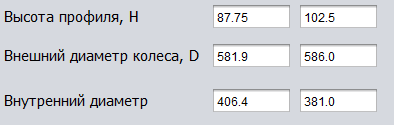 Высота профиля, H 87.75 102.5
Внешний диаметр колеса, D 581.9 586.0
Внутренний диаметр 406.4 381.0